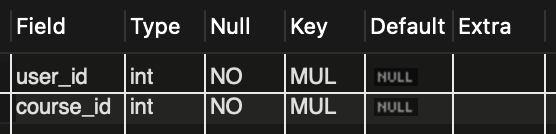 Field Type Null Key Default Extra
user_id int NO MUL NULL
course_id int NO MUL NULL